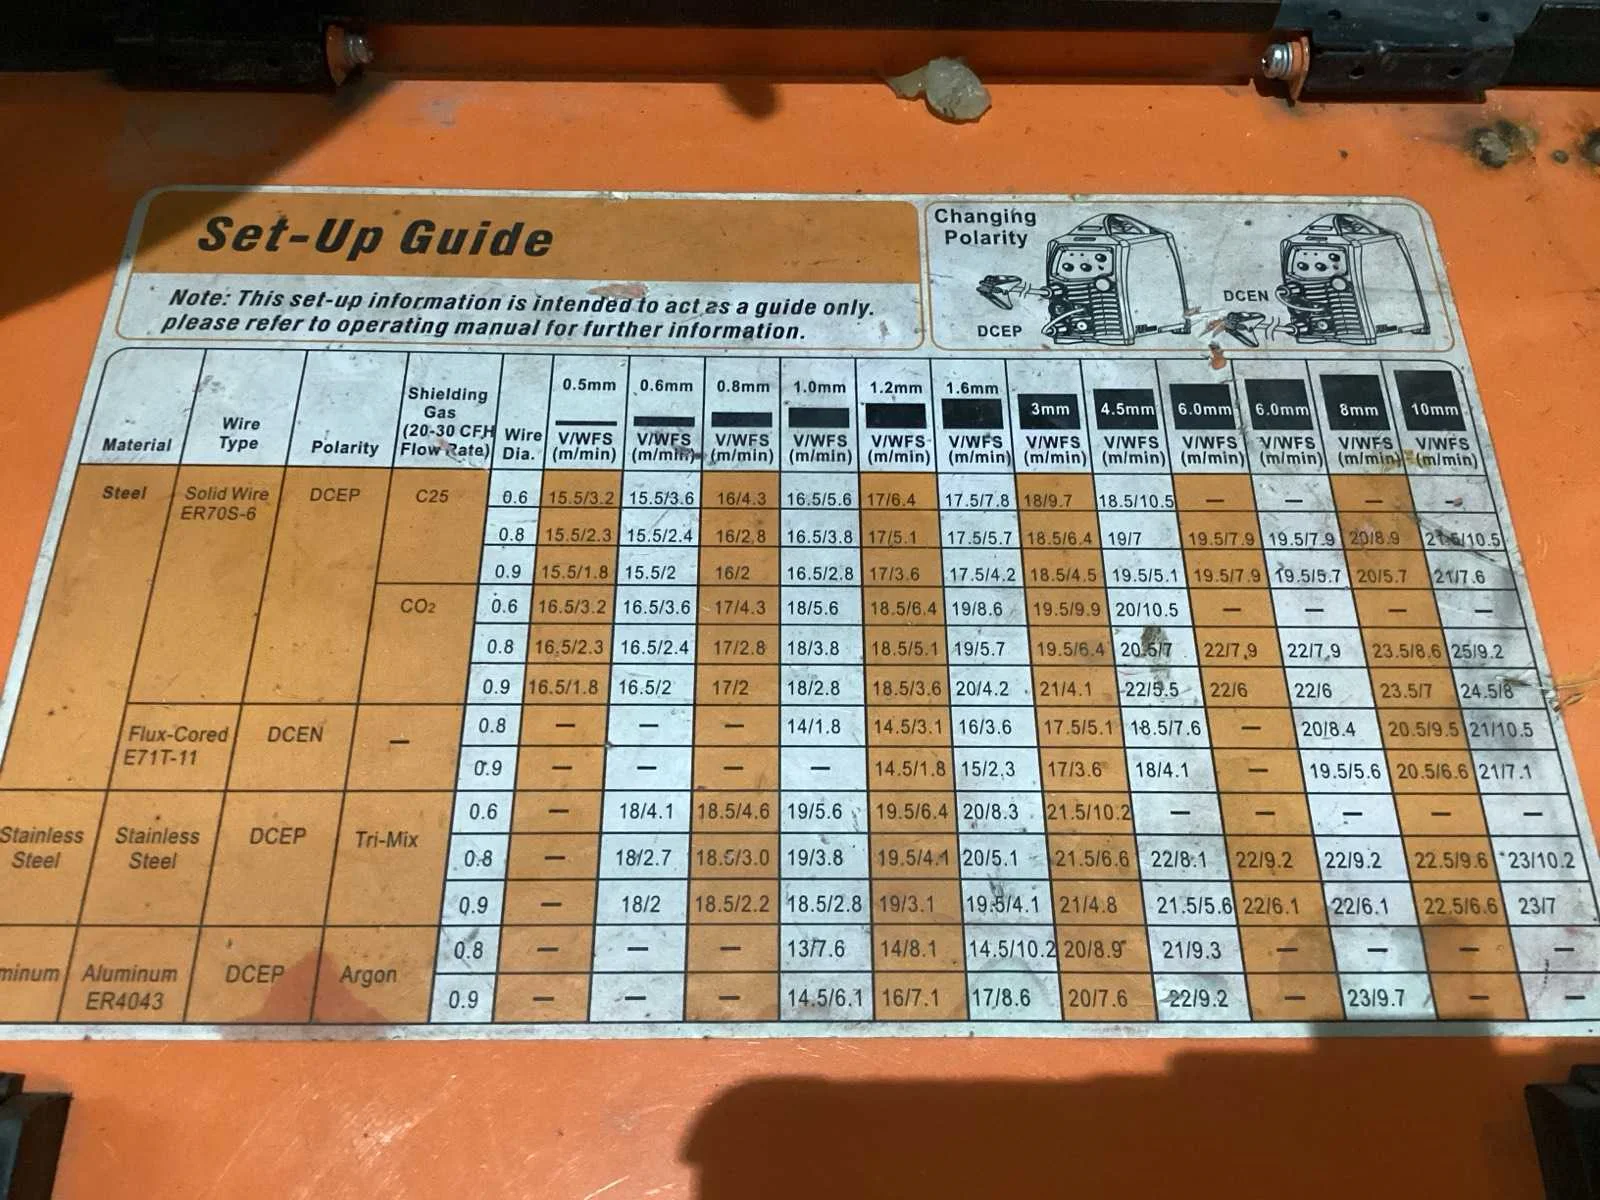 Set-Up Guide
Note: This set-up information is intended to act as a guide only.
please refer to operating manual for further information.
Changing
Polarity
DCEP
DCEN
Material
Wire
Type
Polarity
Shielding
Gas
(20-30 CFH
Flow Rate)
Wire
Dia.
0.5mm 0.6mm 0.8mm 1.0mm 1.2mm 1.6mm 3mm 4.5mm 6.0mm 6.0mm 8mm 10mm
V/WFS V/WFS V/WFS V/WFS V/WFS V/WFS V/WFS V/WFS V/WFS V/WFS V/WFS V/WFS
(m/min) (m/min) (m/min) (m/min) (m/min) (m/min) (m/min) (m/min) (m/min) (m/min) (m/min) (m/min)
Steel
Solid Wire
ER70S-6
DCEP
C25
0.6 15.5/3.2 15.5/3.6 16/4.3 16.5/5.6 17/6.4 17.5/7.8 18/9.7 18.5/10.5 — — — —
0.8 15.5/2.3 15.5/2.4 16/2.8 16.5/3.8 17/5.1 17.5/5.7 18.5/6.4 19/7 19.5/7.9 19.5/7.9 20/8.9 21.5/10.5
0.9 15.5/1.8 15.5/2 16/2 16.5/2.8 17/3.6 17.5/4.2 18.5/4.5 19.5/5.1 19.5/7.9 19.5/5.7 20/5.7 21/7.6
CO2
0.6 16.5/3.2 16.5/3.6 17/4.3 18/5.6 18.5/6.4 19/8.6 19.5/9.9 20/10.5 — — — —
0.8 16.5/2.3 16.5/2.4 17/2.8 18/3.8 18.5/5.1 19/5.7 19.5/6.4 20.5/7 22/7.9 22/7.9 23.5/8.6 25/9.2
0.9 16.5/1.8 16.5/2 17/2 18/2.8 18.5/3.6 20/4.2 21/4.1 22/5.5 22/6 22/6 23.5/7 24.5/8
Flux-Cored
E71T-11
DCEN
—
0.8 — — — 14/1.8 14.5/3.1 16/3.6 17.5/5.1 18.5/7.6 — 20/8.4 20.5/9.5 21/10.5
0.9 — — — — 14.5/1.8 15/2.3 17/3.6 18/4.1 — 19.5/5.6 20.5/6.6 21/7.1
Stainless
Steel
Stainless
Steel
DCEP
Tri-Mix
0.6 — 18/4.1 18.5/4.6 19/5.6 19.5/6.4 20/8.3 21.5/10.2 — — — — —
0.8 — 18/2.7 18.5/3.0 19/3.8 19.5/4.1 20/5.1 21.5/6.6 22/8.1 22/9.2 22/9.2 22.5/9.6 23/10.2
0.9 — 18/2 18.5/2.2 18.5/2.8 19/3.1 19.5/4.1 21/4.8 21.5/5.6 22/6.1 22/6.1 22.5/6.6 23/7
minum
Aluminum
ER4043
DCEP
Argon
0.8 — — — 13/7.6 14/8.1 14.5/10.2 20/8.9 21/9.3 — — — —
0.9 — — — 14.5/6.1 16/7.1 17/8.6 20/7.6 22/9.2 — 23/9.7 — —